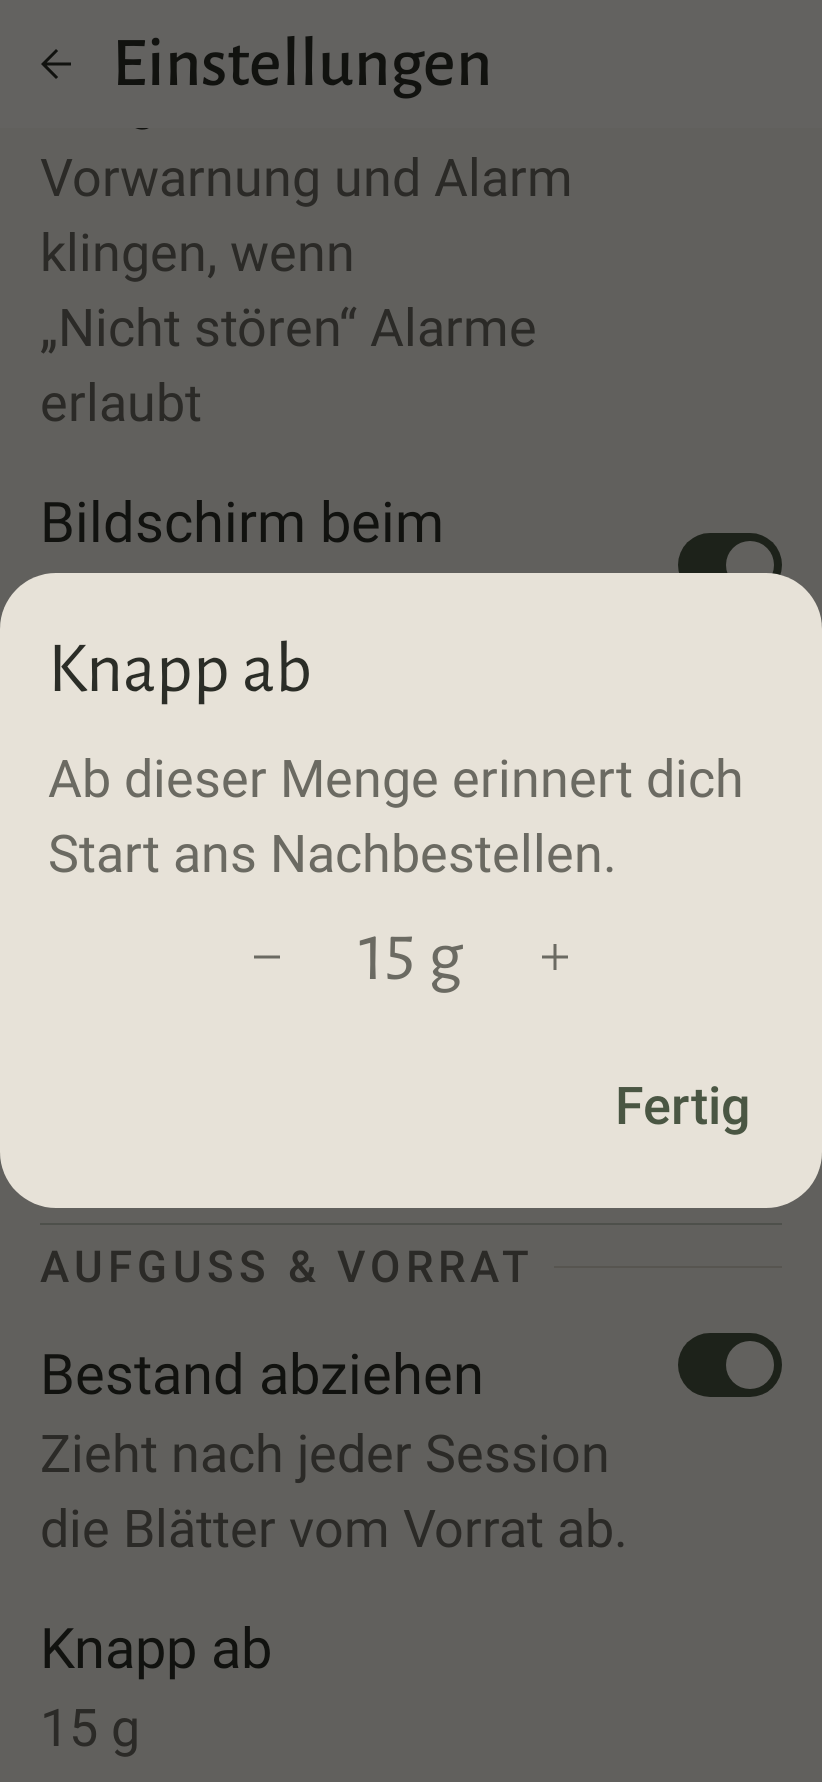 Einstellungen
Vorwarnung und Alarm
klingen, wenn
„Nicht stören“ Alarme
erlaubt
Bildschirm beim
Knapp ab
Ab dieser Menge erinnert dich
Start ans Nachbestellen.
− 15 g +
Fertig
AUFGUSS & VORRAT
Bestand abziehen
Zieht nach jeder Session
die Blätter vom Vorrat ab.
Knapp ab
15 g